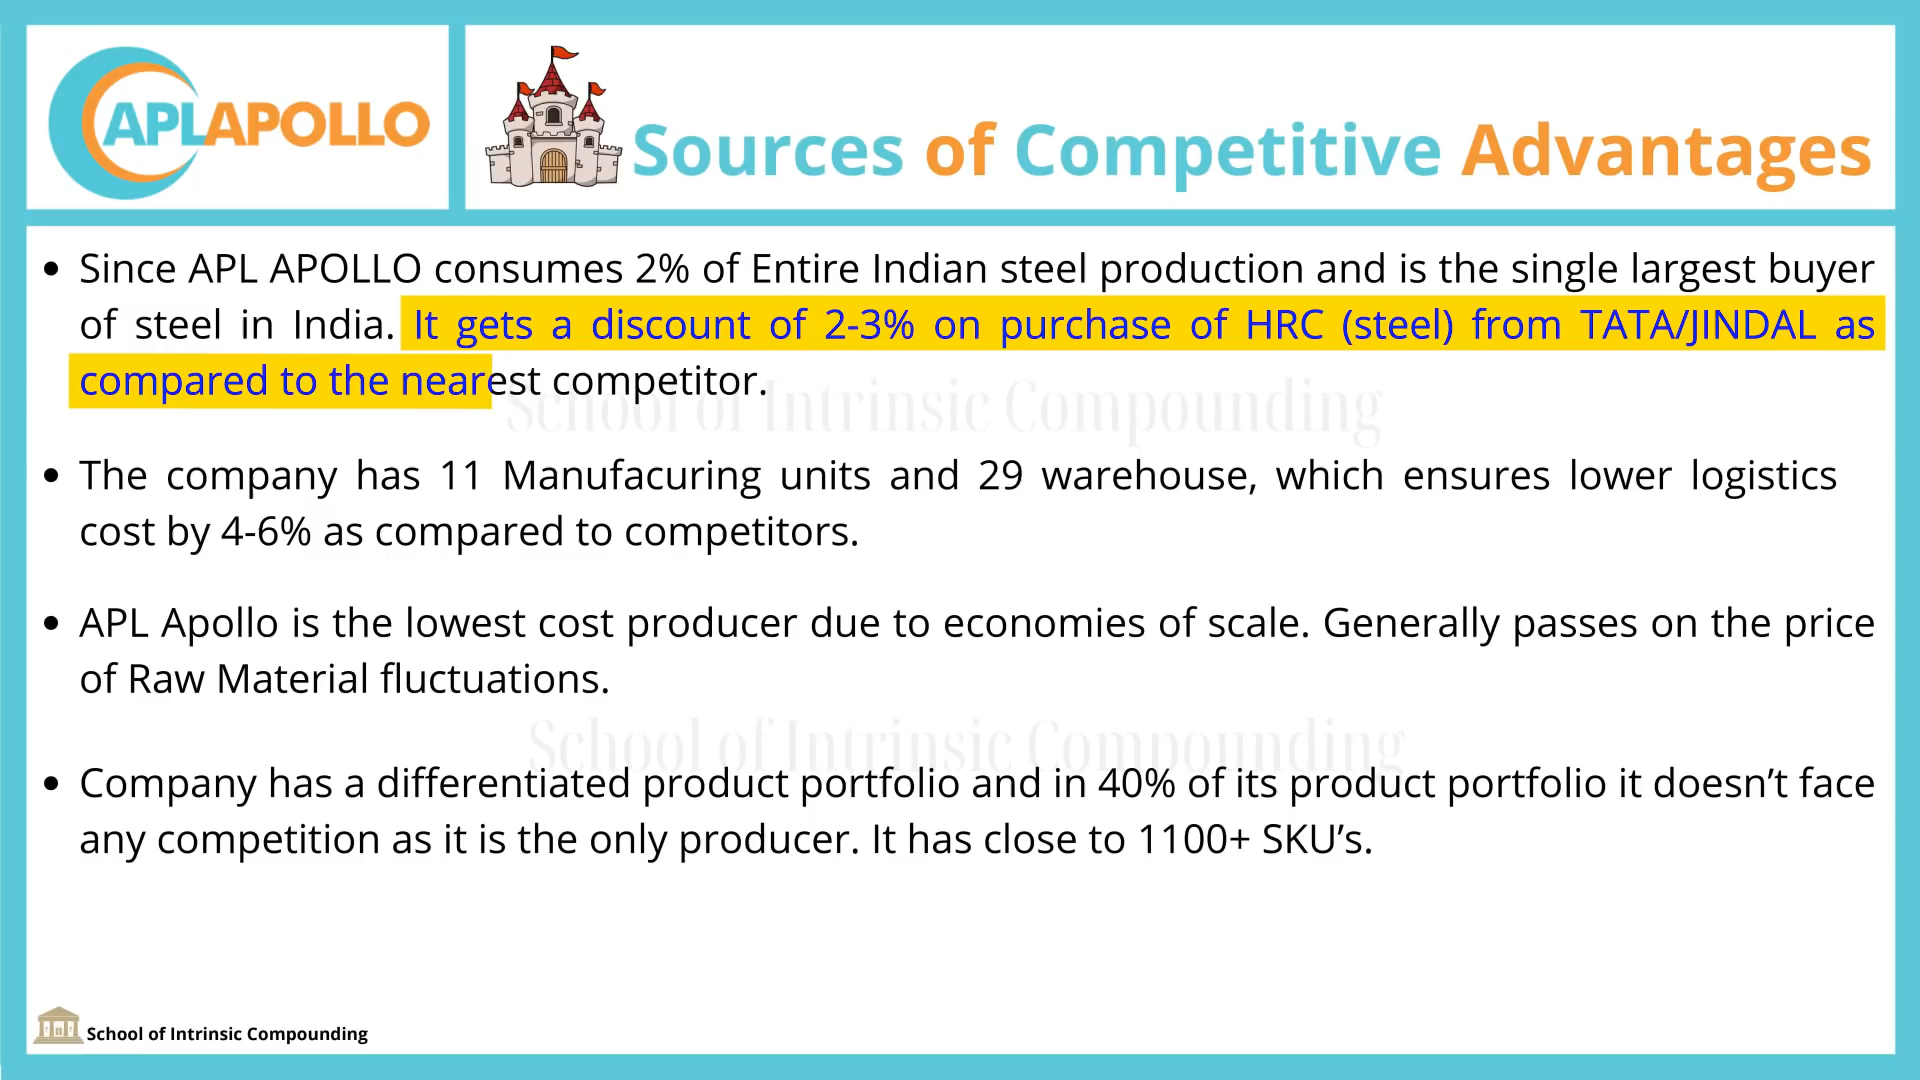 APLAPOLLO
Sources of Competitive Advantages
• Since APL APOLLO consumes 2% of Entire Indian steel production and is the single largest buyer
of steel in India. It gets a discount of 2-3% on purchase of HRC (steel) from TATA/JINDAL as
compared to the nearest competitor.
School of Intrinsic Compounding
• The company has 11 Manufacuring units and 29 warehouse, which ensures lower logistics
cost by 4-6% as compared to competitors.
• APL Apollo is the lowest cost producer due to economies of scale. Generally passes on the price
of Raw Material fluctuations.
School of Intrinsic Compounding
• Company has a differentiated product portfolio and in 40% of its product portfolio it doesn’t face
any competition as it is the only producer. It has close to 1100+ SKU’s.
School of Intrinsic Compounding